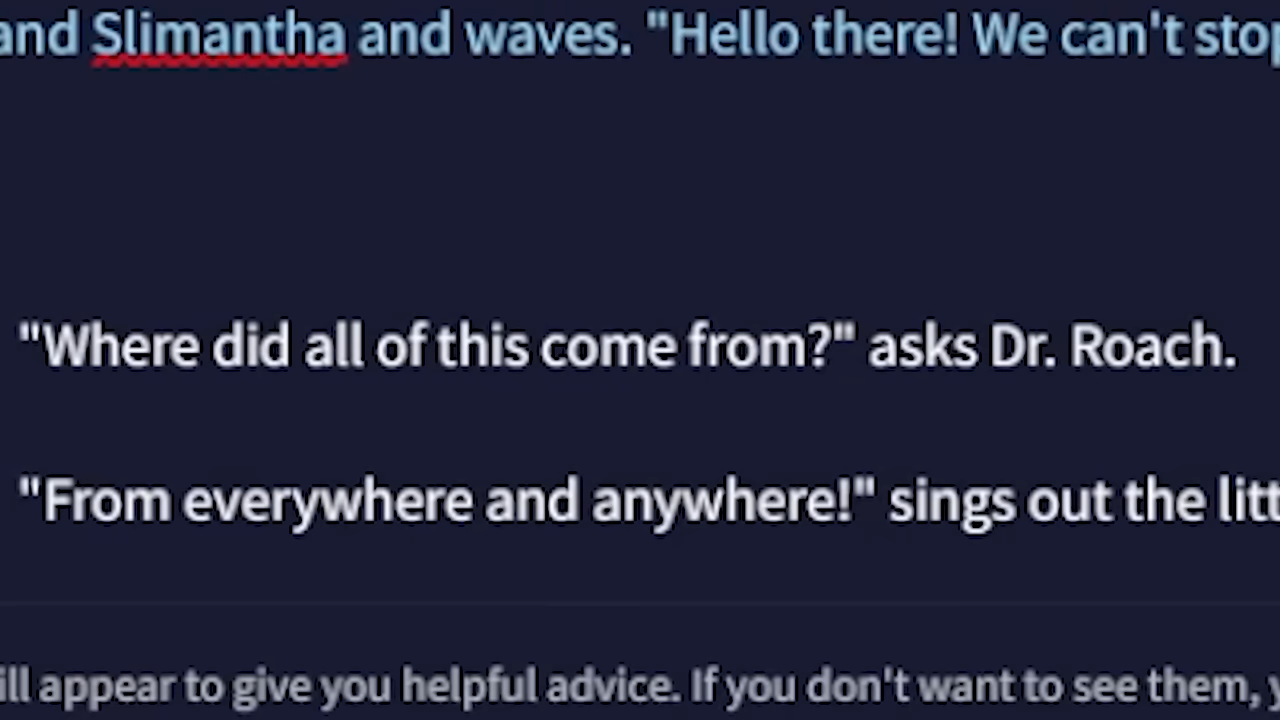 and Slimantha and waves. "Hello there! We can't stop
"Where did all of this come from?" asks Dr. Roach.
"From everywhere and anywhere!" sings out the litt
ill appear to give you helpful advice. If you don't want to see them, y